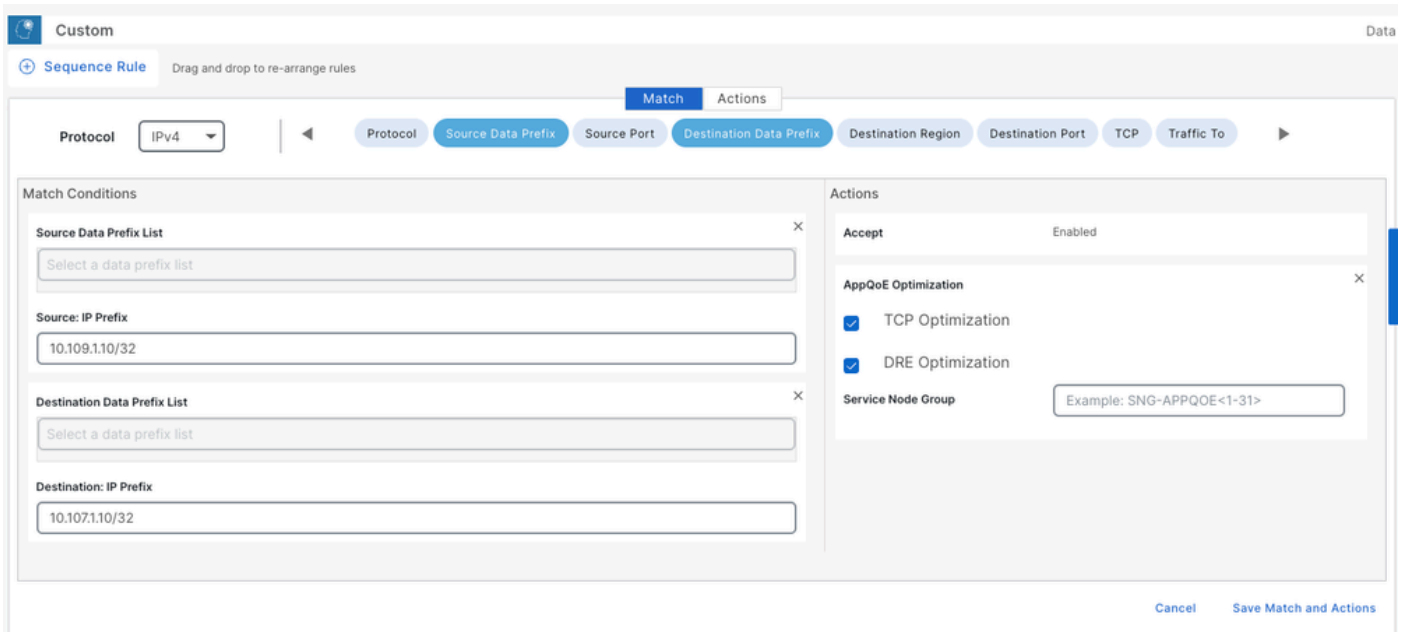 Custom
Data
Sequence Rule
Drag and drop to re-arrange rules
Match
Actions
Protocol
IPv4
Protocol
Source Data Prefix
Source Port
Destination Data Prefix
Destination Region
Destination Port
TCP
Traffic To
Match Conditions
Source Data Prefix List
Select a data prefix list
Source: IP Prefix
10.109.1.10/32
Destination Data Prefix List
Select a data prefix list
Destination: IP Prefix
10.107.1.10/32
Actions
Accept
Enabled
AppQoE Optimization
TCP Optimization
DRE Optimization
Service Node Group
Example: SNG-APPQOE<1-31>
Cancel
Save Match and Actions